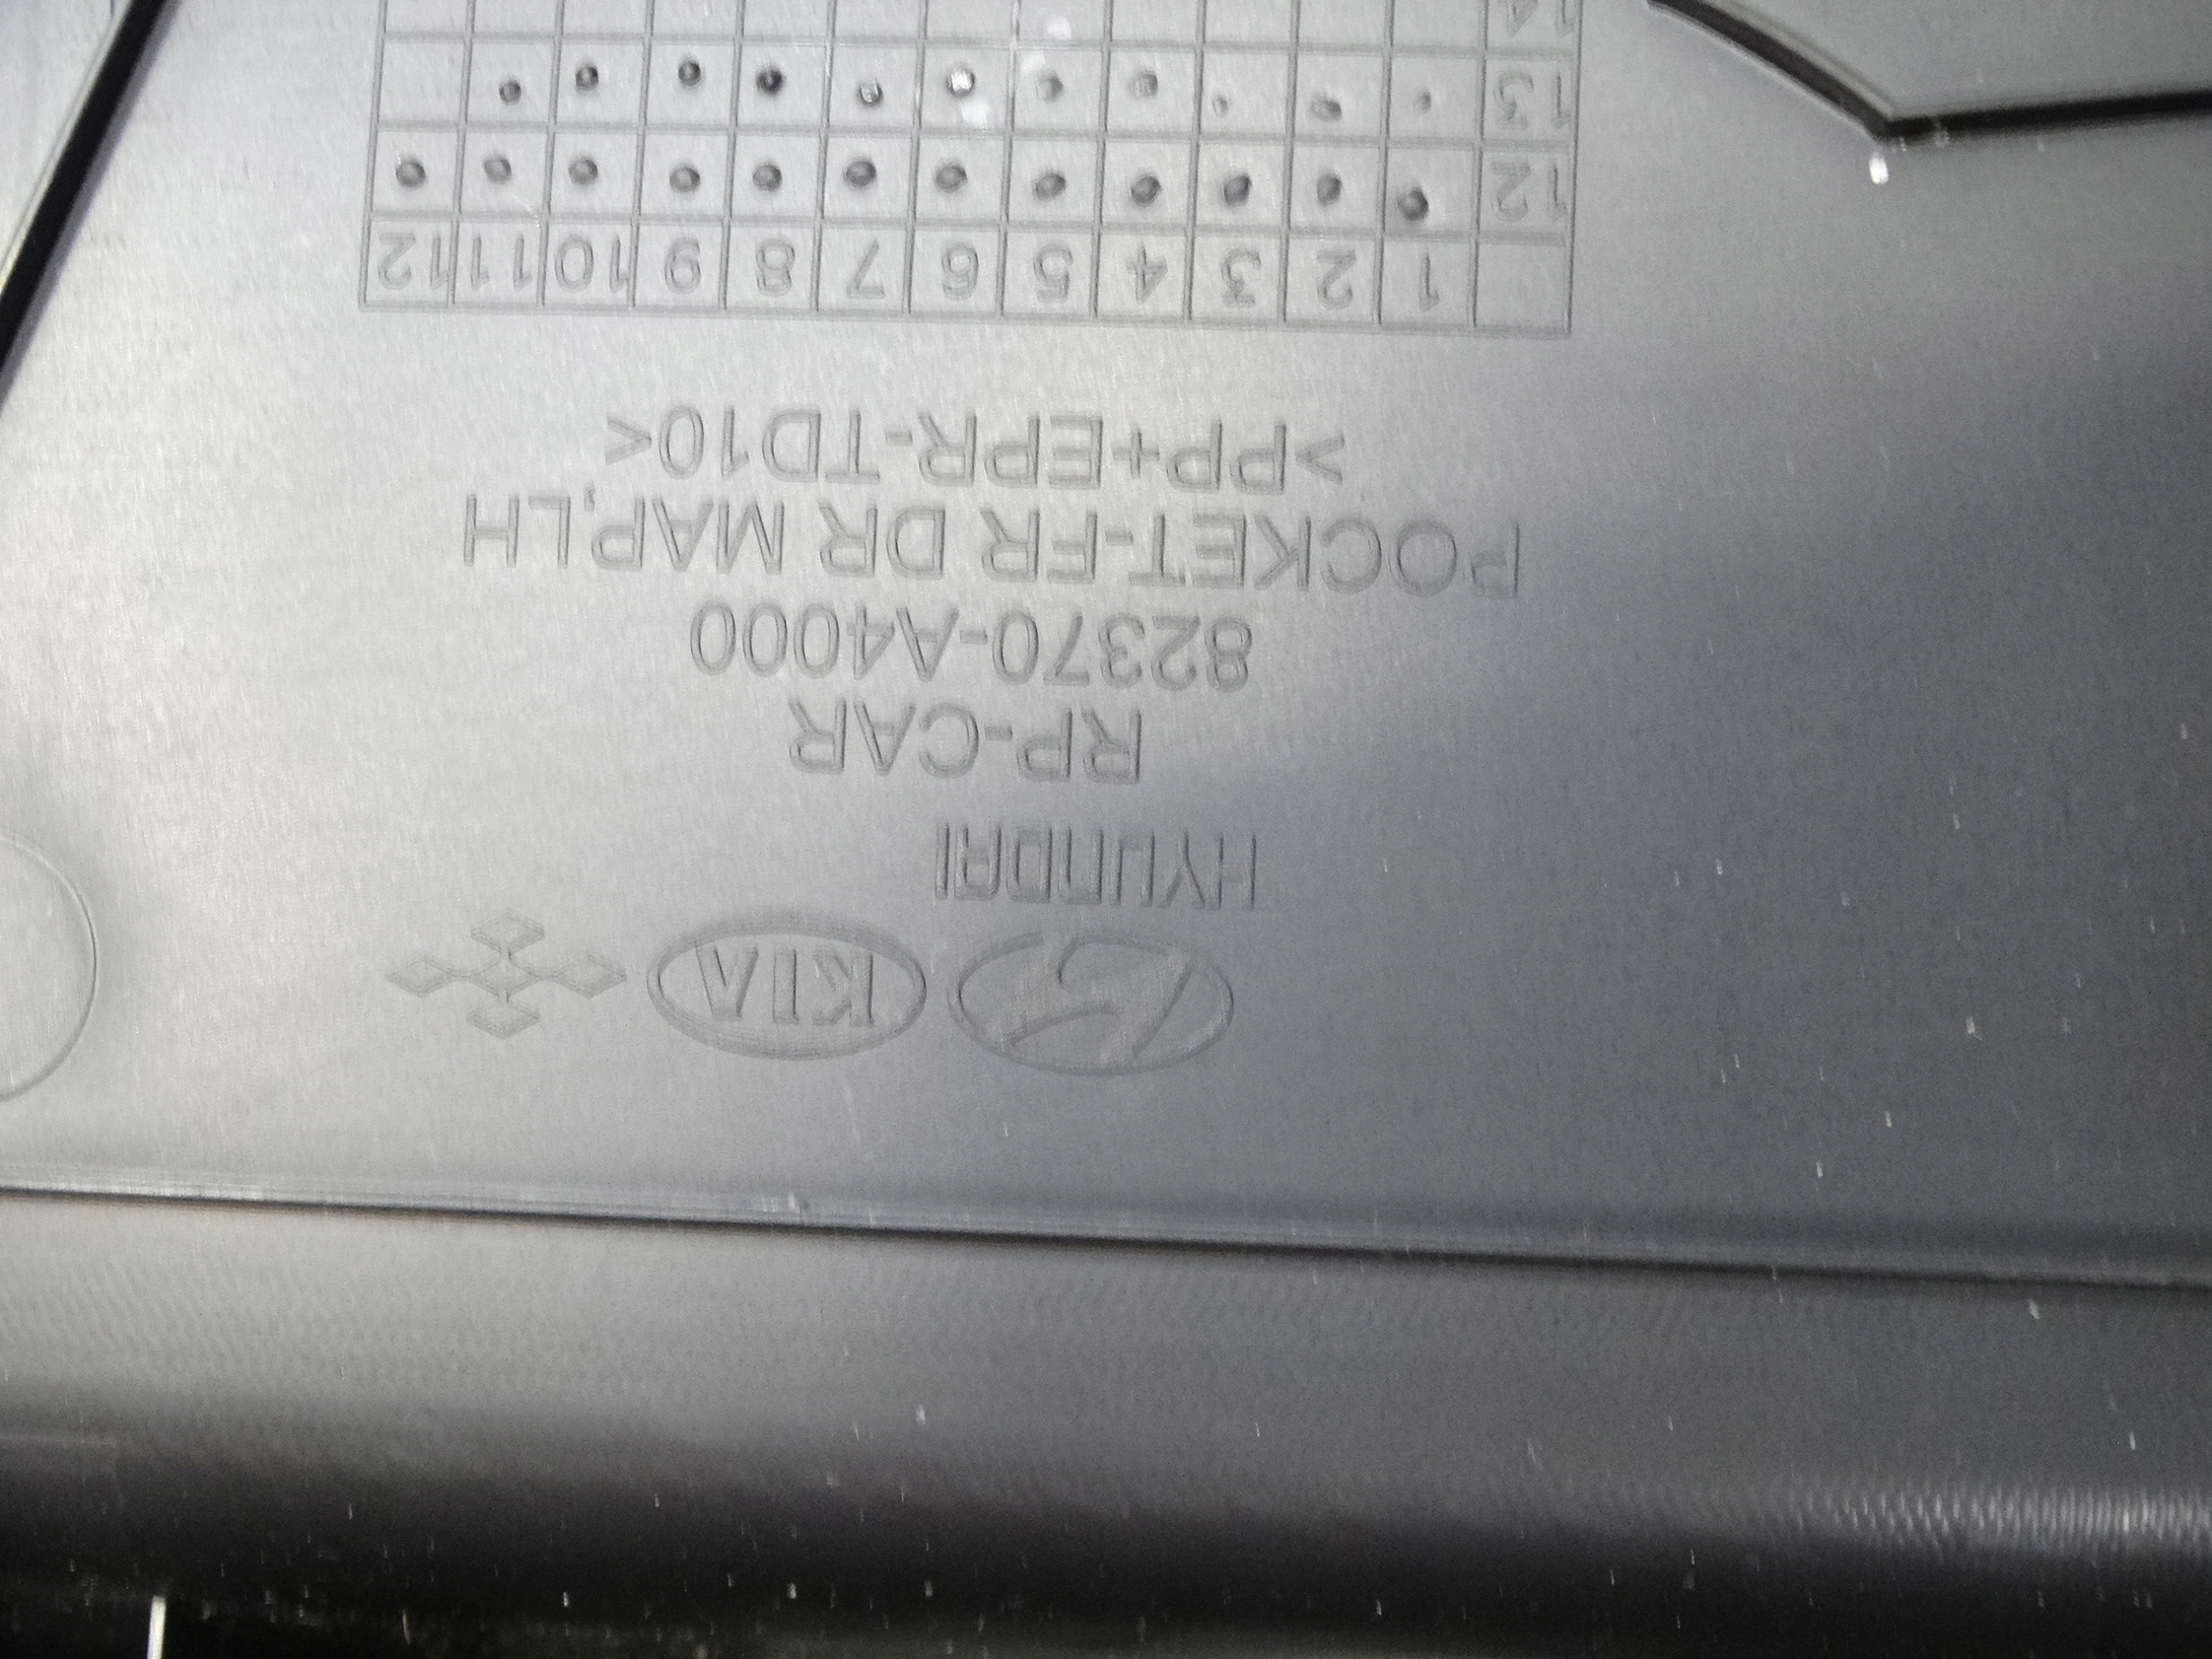 KIA
HYUNDAI
RP-CAR
82370-A4000
POCKET-FR DR MAP,LH
>PP+EPR-TD10<
1 2 3 4 5 6 7 8 9 10 11 12
12
13
14